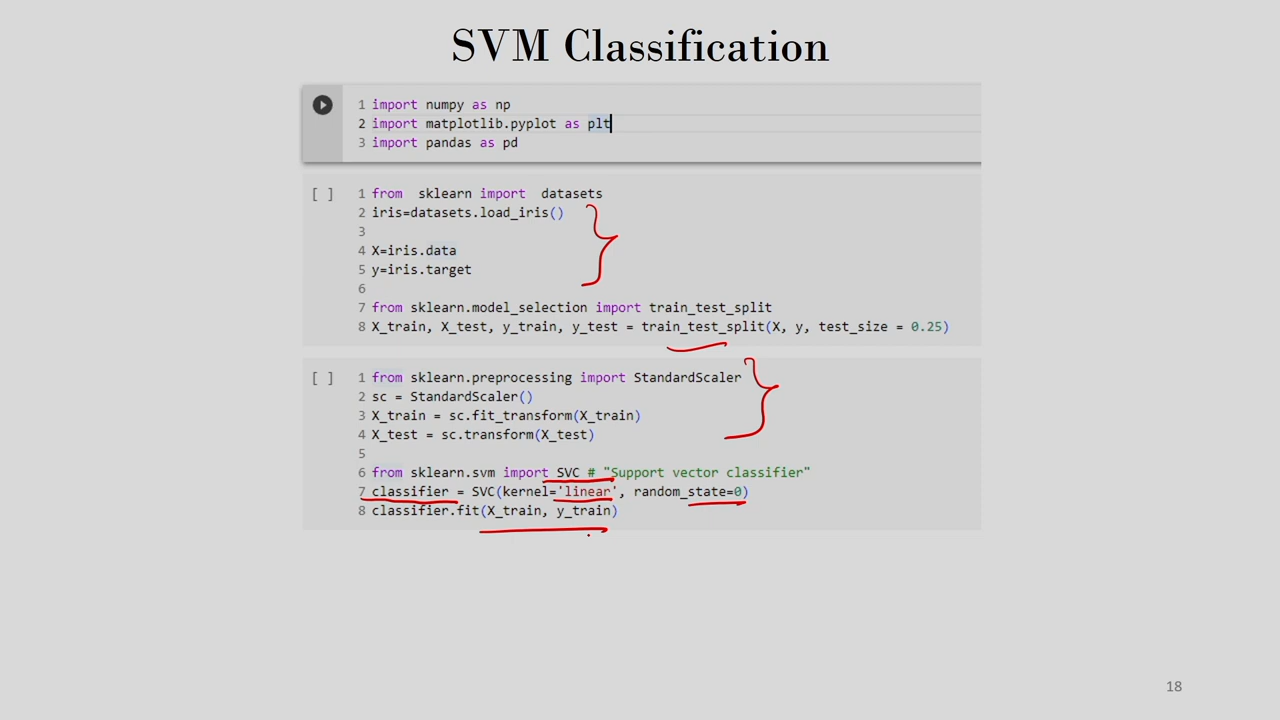 SVM Classification
1 import numpy as np
2 import matplotlib.pyplot as plt
3 import pandas as pd
[ ] 1 from  sklearn import  datasets
2 iris=datasets.load_iris()
3
4 X=iris.data
5 y=iris.target
6
7 from sklearn.model_selection import train_test_split
8 X_train, X_test, y_train, y_test = train_test_split(X, y, test_size = 0.25)
[ ] 1 from sklearn.preprocessing import StandardScaler
2 sc = StandardScaler()
3 X_train = sc.fit_transform(X_train)
4 X_test = sc.transform(X_test)
5
6 from sklearn.svm import SVC # "Support vector classifier"
7 classifier = SVC(kernel='linear', random_state=0)
8 classifier.fit(X_train, y_train)
18